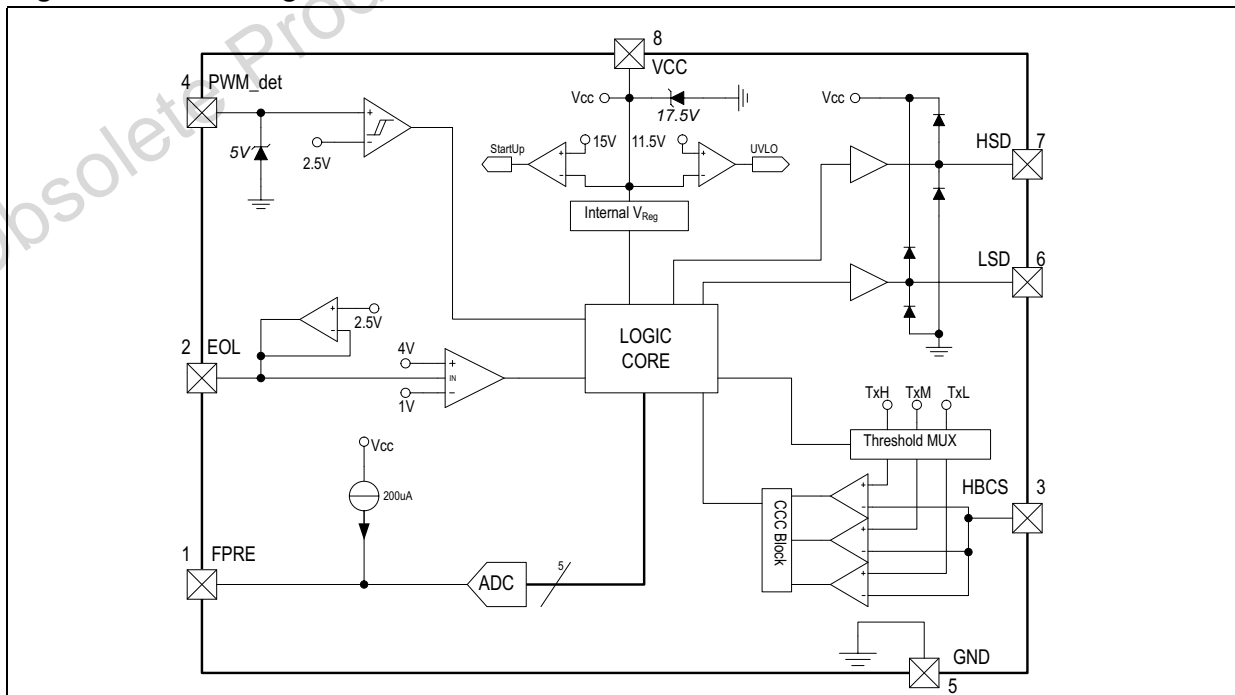 Obsolete Prod
8
VCC
4 PWM_det
Vcc
17.5V
Vcc
+
-
5V
2.5V
StartUp
+
-
15V
11.5V
+
-
UVLO
HSD
7
Internal VReg
LSD
6
+
-
2.5V
LOGIC
CORE
2 EOL
4V
+
IN
-
1V
TxH TxM TxL
Threshold MUX
Vcc
200uA
HBCS
3
CCC Block
+
-
+
-
+
-
1 FPRE
ADC
5
GND
5